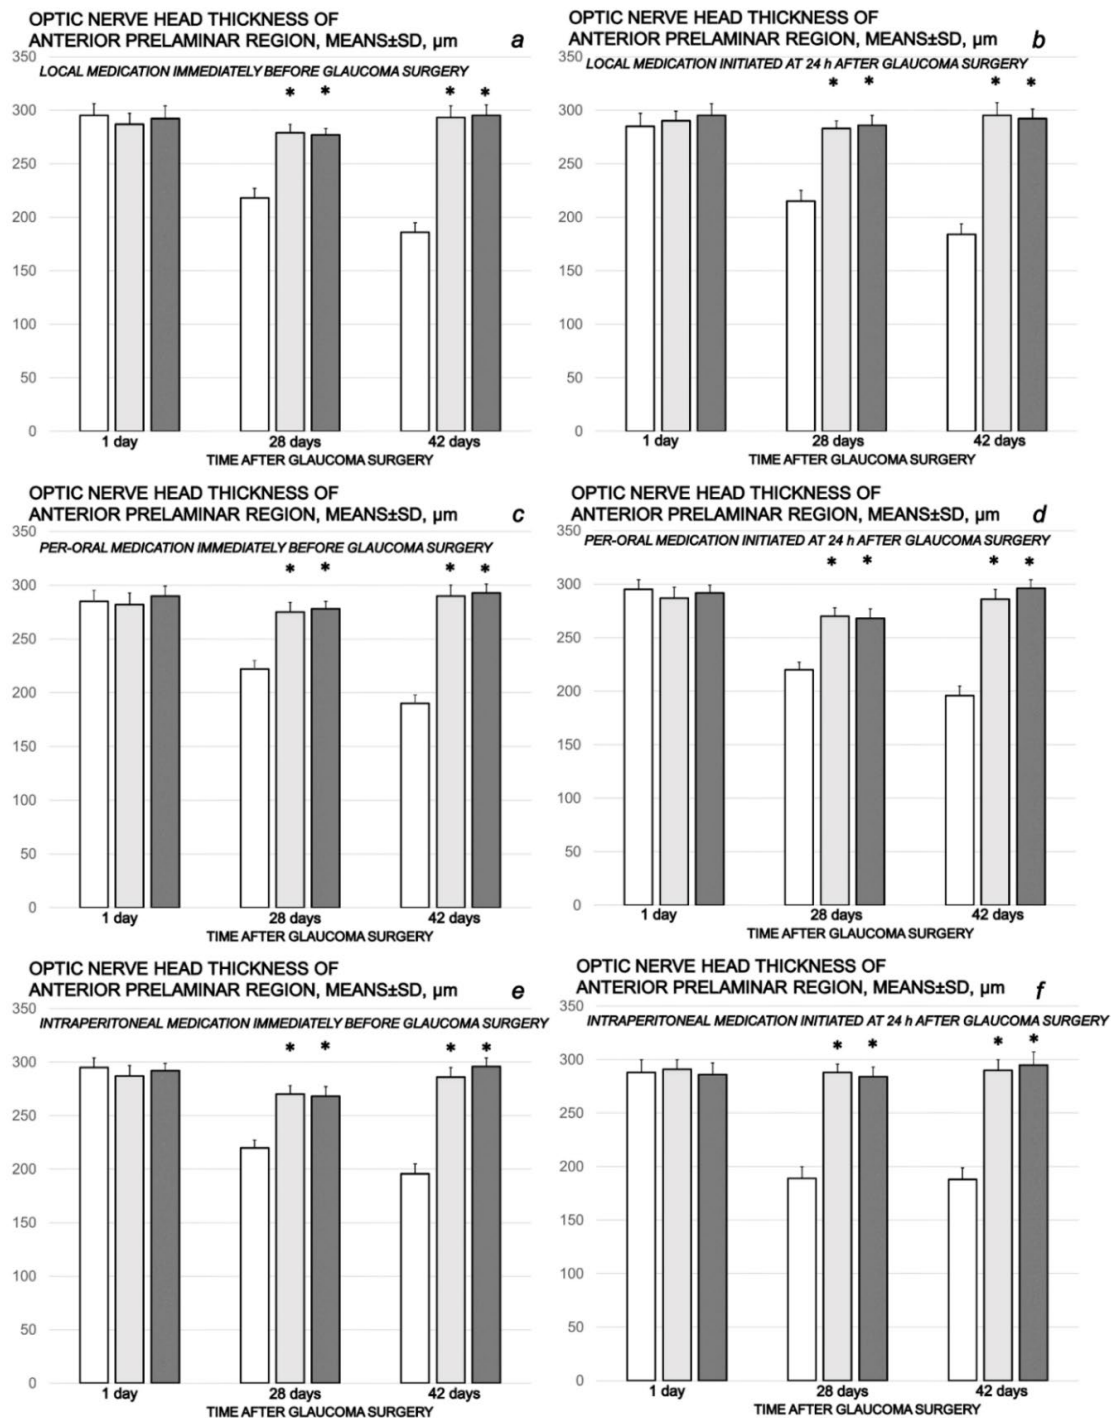 OPTIC NERVE HEAD THICKNESS OF
ANTERIOR PRELAMINAR REGION, MEANS±SD, µm a
LOCAL MEDICATION IMMEDIATELY BEFORE GLAUCOMA SURGERY
350
300
250
200
150
100
50
0
* * * *
1 day 28 days 42 days
TIME AFTER GLAUCOMA SURGERY
OPTIC NERVE HEAD THICKNESS OF
ANTERIOR PRELAMINAR REGION, MEANS±SD, µm b
LOCAL MEDICATION INITIATED AT 24 h AFTER GLAUCOMA SURGERY
350
300
250
200
150
100
50
0
* * * *
1 day 28 days 42 days
TIME AFTER GLAUCOMA SURGERY
OPTIC NERVE HEAD THICKNESS OF
ANTERIOR PRELAMINAR REGION, MEANS±SD, µm c
PER-ORAL MEDICATION IMMEDIATELY BEFORE GLAUCOMA SURGERY
350
300
250
200
150
100
50
0
* * * *
1 day 28 days 42 days
TIME AFTER GLAUCOMA SURGERY
OPTIC NERVE HEAD THICKNESS OF
ANTERIOR PRELAMINAR REGION, MEANS±SD, µm d
PER-ORAL MEDICATION INITIATED AT 24 h AFTER GLAUCOMA SURGERY
350
300
250
200
150
100
50
0
* * * *
1 day 28 days 42 days
TIME AFTER GLAUCOMA SURGERY
OPTIC NERVE HEAD THICKNESS OF
ANTERIOR PRELAMINAR REGION, MEANS±SD, µm e
INTRAPERITONEAL MEDICATION IMMEDIATELY BEFORE GLAUCOMA SURGERY
350
300
250
200
150
100
50
0
* * * *
1 day 28 days 42 days
TIME AFTER GLAUCOMA SURGERY
OPTIC NERVE HEAD THICKNESS OF
ANTERIOR PRELAMINAR REGION, MEANS±SD, µm f
INTRAPERITONEAL MEDICATION INITIATED AT 24 h AFTER GLAUCOMA SURGERY
350
300
250
200
150
100
50
0
* * * *
1 day 28 days 42 days
TIME AFTER GLAUCOMA SURGERY